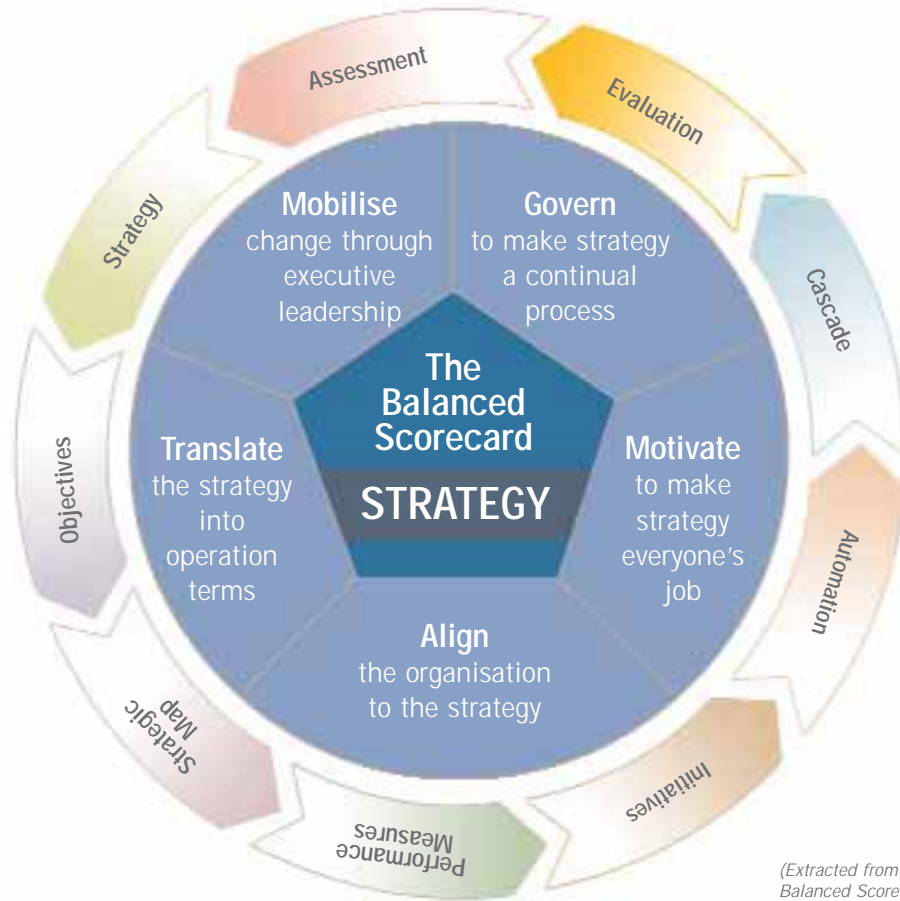 Assessment
Evaluation
Strategy
Cascade
Objectives
Automation
Strategic
Map
Initiatives
Performance
Measures
Mobilise
change through
executive
leadership
Govern
to make strategy
a continual
process
The
Balanced
Scorecard
STRATEGY
Translate
the strategy
into
operation
terms
Motivate
to make
strategy
everyone's
job
Align
the organisation
to the strategy
(Extracted from
Balanced Score